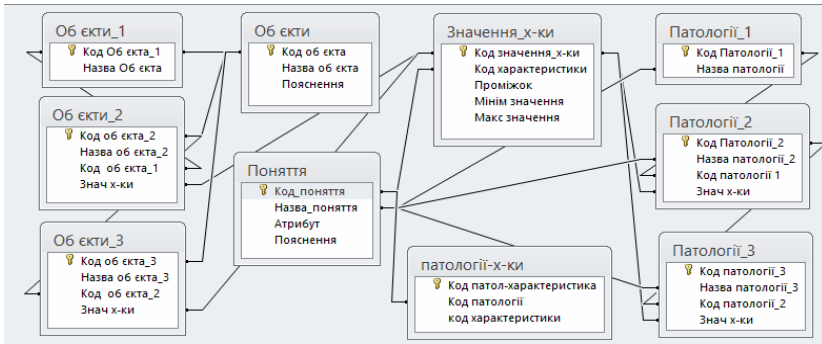 Об єкти_1
Код Об єкта_1
Назва Об єкта
Об єкти
Код об єкта
Назва об єкта
Пояснення
Значення_х-ки
Код значення_х-ки
Код характеристики
Проміжок
Мінім значення
Макс значення
Патології_1
Код Патології_1
Назва патології
Об єкти_2
Код об єкта_2
Назва об єкта_2
Код об єкта_1
Знач х-ки
Поняття
Код_поняття
Назва_поняття
Атрибут
Пояснення
Патології_2
Код Патології_2
Назва патології_2
Код патології 1
Знач х-ки
Об єкти_3
Код об єкта_3
Назва об єкта_3
Код об єкта_2
Знач х-ки
патології-х-ки
Код патол-характеристика
Код патології
код характеристики
Патології_3
Код патології_3
Назва патології_3
Код патології_2
Знач х-ки